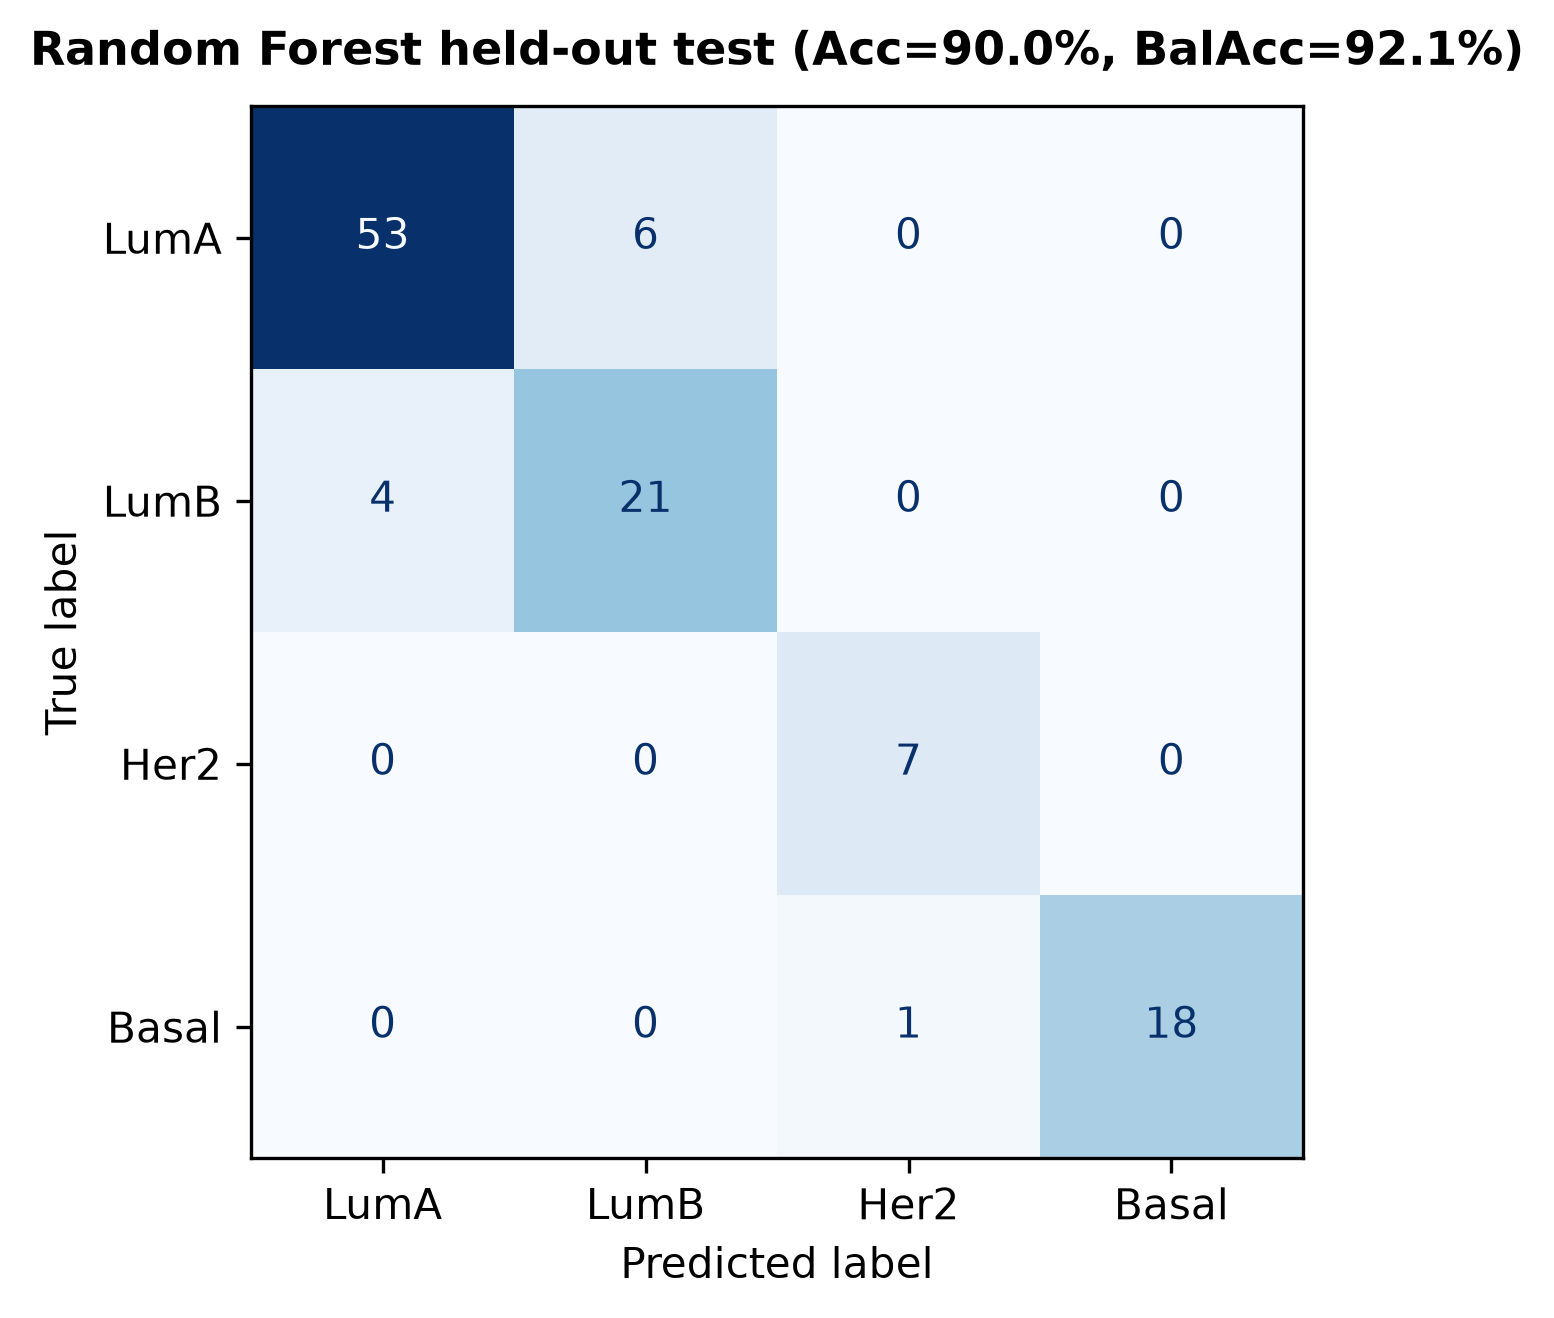 Random Forest held-out test (Acc=90.0%, BalAcc=92.1%)
LumA 53 6 0 0
LumB 4 21 0 0
Her2 0 0 7 0
Basal 0 0 1 18
True label
LumA LumB Her2 Basal
Predicted label